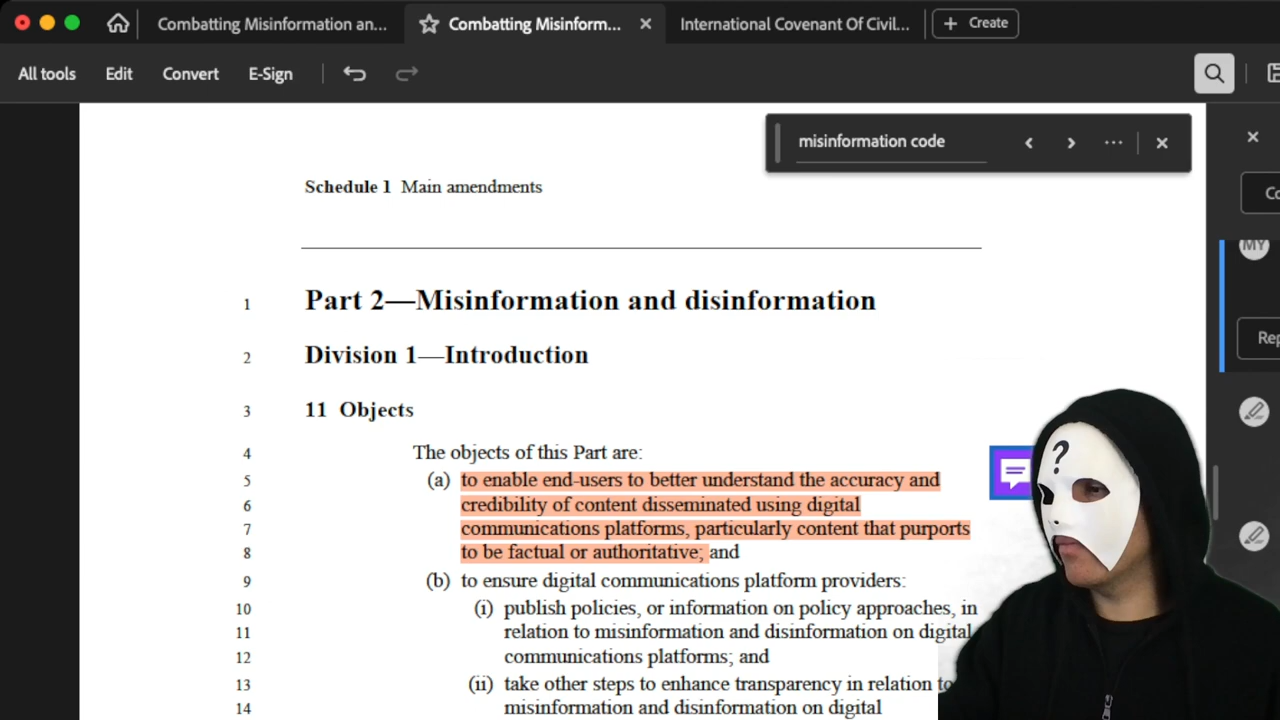 Combatting Misinformation an...
Combatting Misinform...
International Covenant Of Civil...
Create
All tools
Edit
Convert
E-Sign
misinformation code
Schedule 1 Main amendments
1 Part 2—Misinformation and disinformation
2 Division 1—Introduction
3 11 Objects
4 The objects of this Part are:
5 (a) to enable end-users to better understand the accuracy and
6 credibility of content disseminated using digital
7 communications platforms, particularly content that purports
8 to be factual or authoritative; and
9 (b) to ensure digital communications platform providers:
10 (i) publish policies, or information on policy approaches, in
11 relation to misinformation and disinformation on digital
12 communications platforms; and
13 (ii) take other steps to enhance transparency in relation to
14 misinformation and disinformation on digital
MY
?